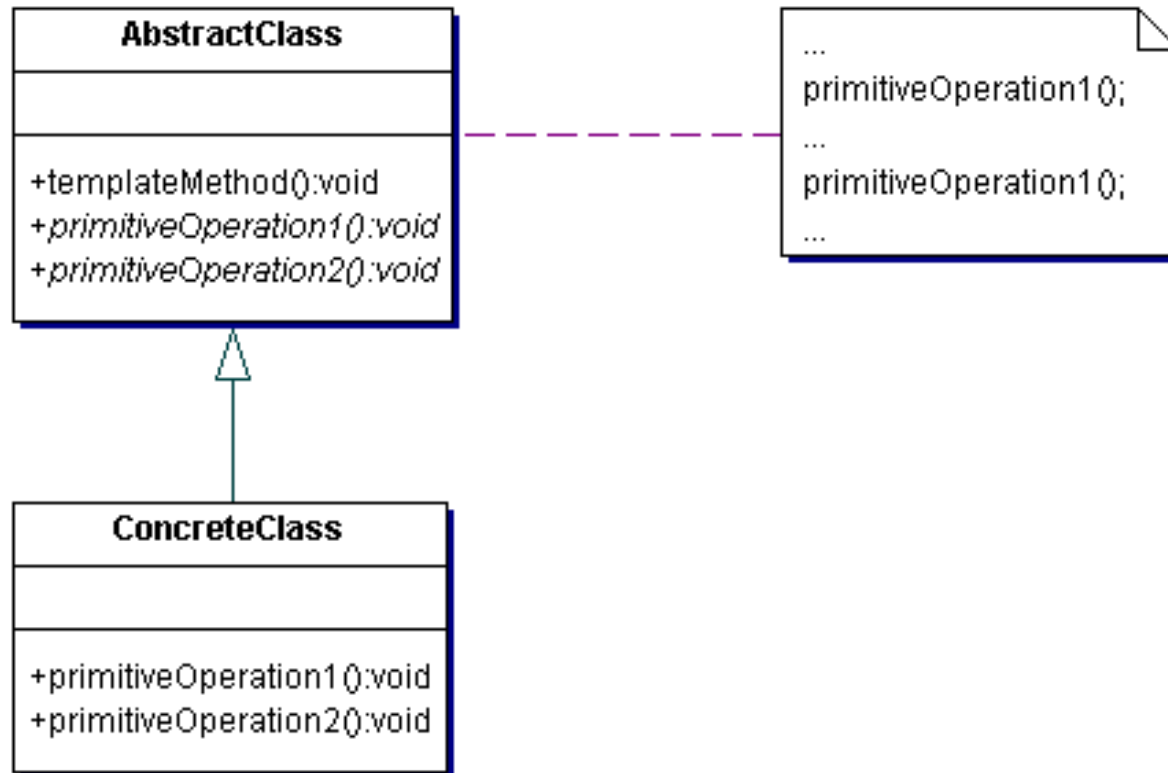 AbstractClass
+templateMethod():void
+primitiveOperation1():void
+primitiveOperation2():void
...
primitiveOperation1();
...
primitiveOperation1();
...
ConcreteClass
+primitiveOperation1():void
+primitiveOperation2():void